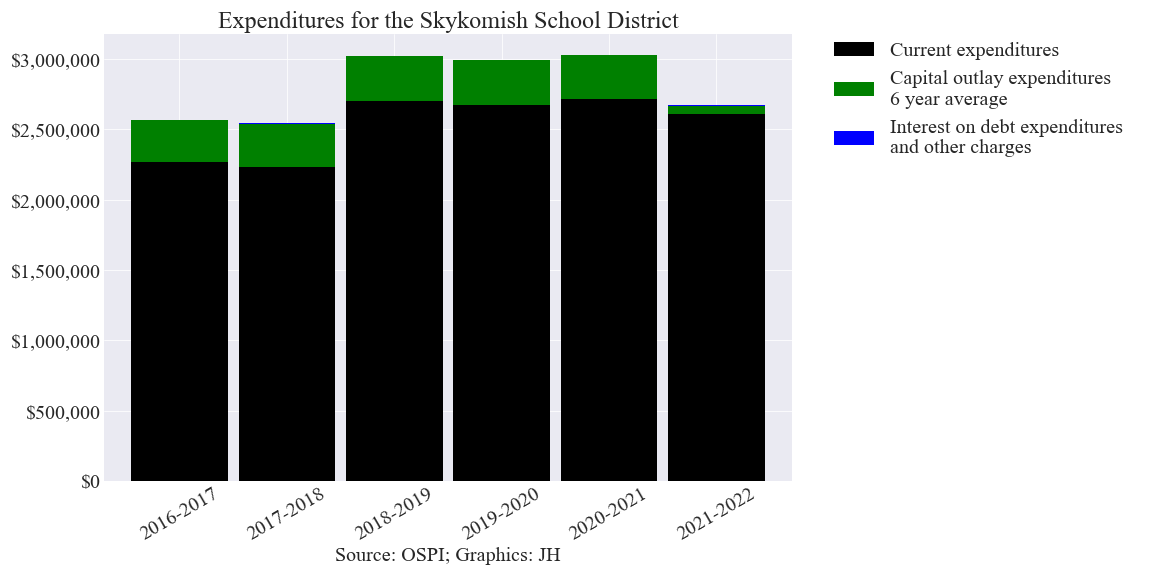 Expenditures for the Skykomish School District
$3,000,000
$2,500,000
$2,000,000
$1,500,000
$1,000,000
$500,000
$0
2016-2017
2017-2018
2018-2019
2019-2020
2020-2021
2021-2022
Source: OSPI; Graphics: JH
Current expenditures
Capital outlay expenditures
6 year average
Interest on debt expenditures
and other charges